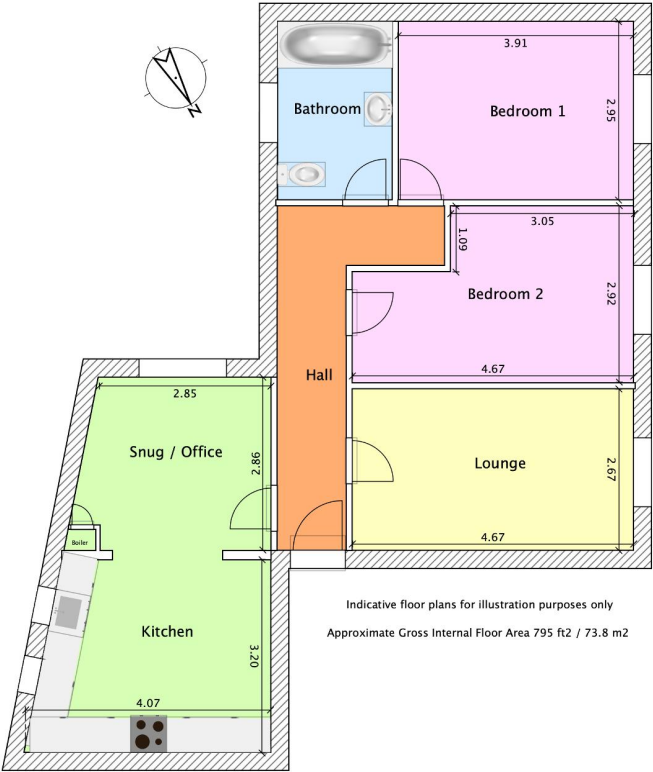 3.91
Bathroom
Bedroom 1
2.95
N
3.05
1.09
Bedroom 2
2.92
Hall
4.67
2.85
Snug / Office
2.86
Lounge
2.67
Boiler
4.67
Indicative floor plans for illustration purposes only
Kitchen
Approximate Gross Internal Floor Area 795 ft2 / 73.8 m2
3.20
4.07